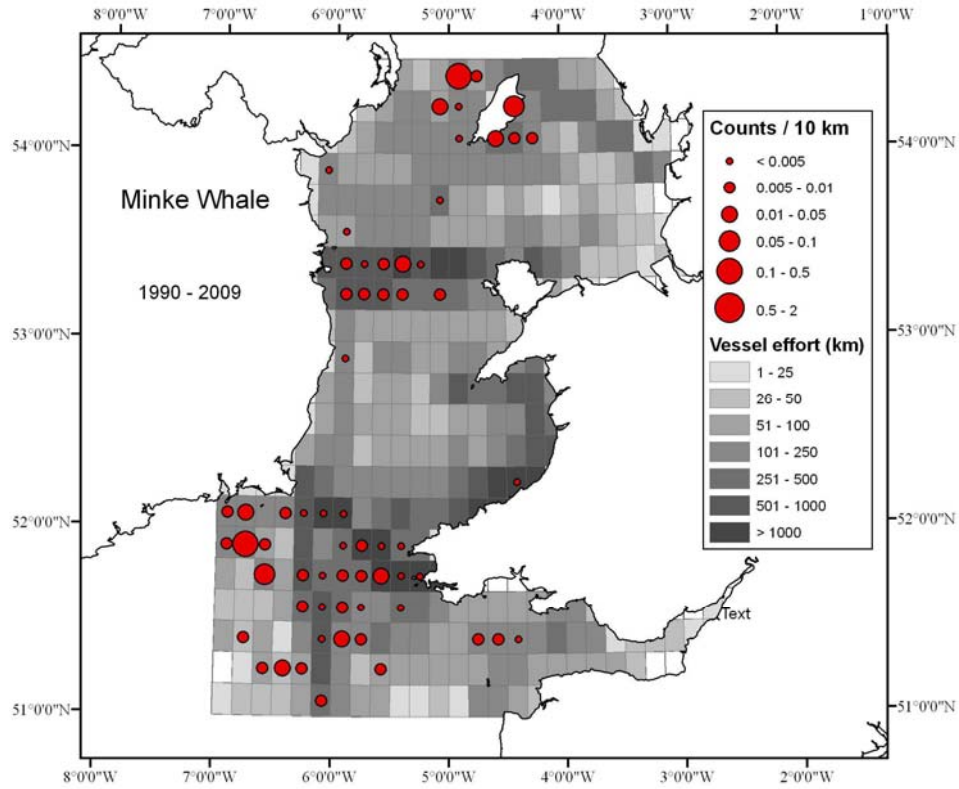 8°0'0"W 7°0'0"W 6°0'0"W 5°0'0"W 4°0'0"W 3°0'0"W 2°0'0"W 1°0'0"W
Counts / 10 km
< 0.005
0.005 - 0.01
0.01 - 0.05
0.05 - 0.1
0.1 - 0.5
0.5 - 2
Vessel effort (km)
1 - 25
26 - 50
51 - 100
101 - 250
251 - 500
501 - 1000
> 1000
Minke Whale
1990 - 2009
Text
54°0'0"N 54°0'0"N
53°0'0"N 53°0'0"N
52°0'0"N 52°0'0"N
51°0'0"N 51°0'0"N
8°0'0"W 7°0'0"W 6°0'0"W 5°0'0"W 4°0'0"W 3°0'0"W 2°0'0"W